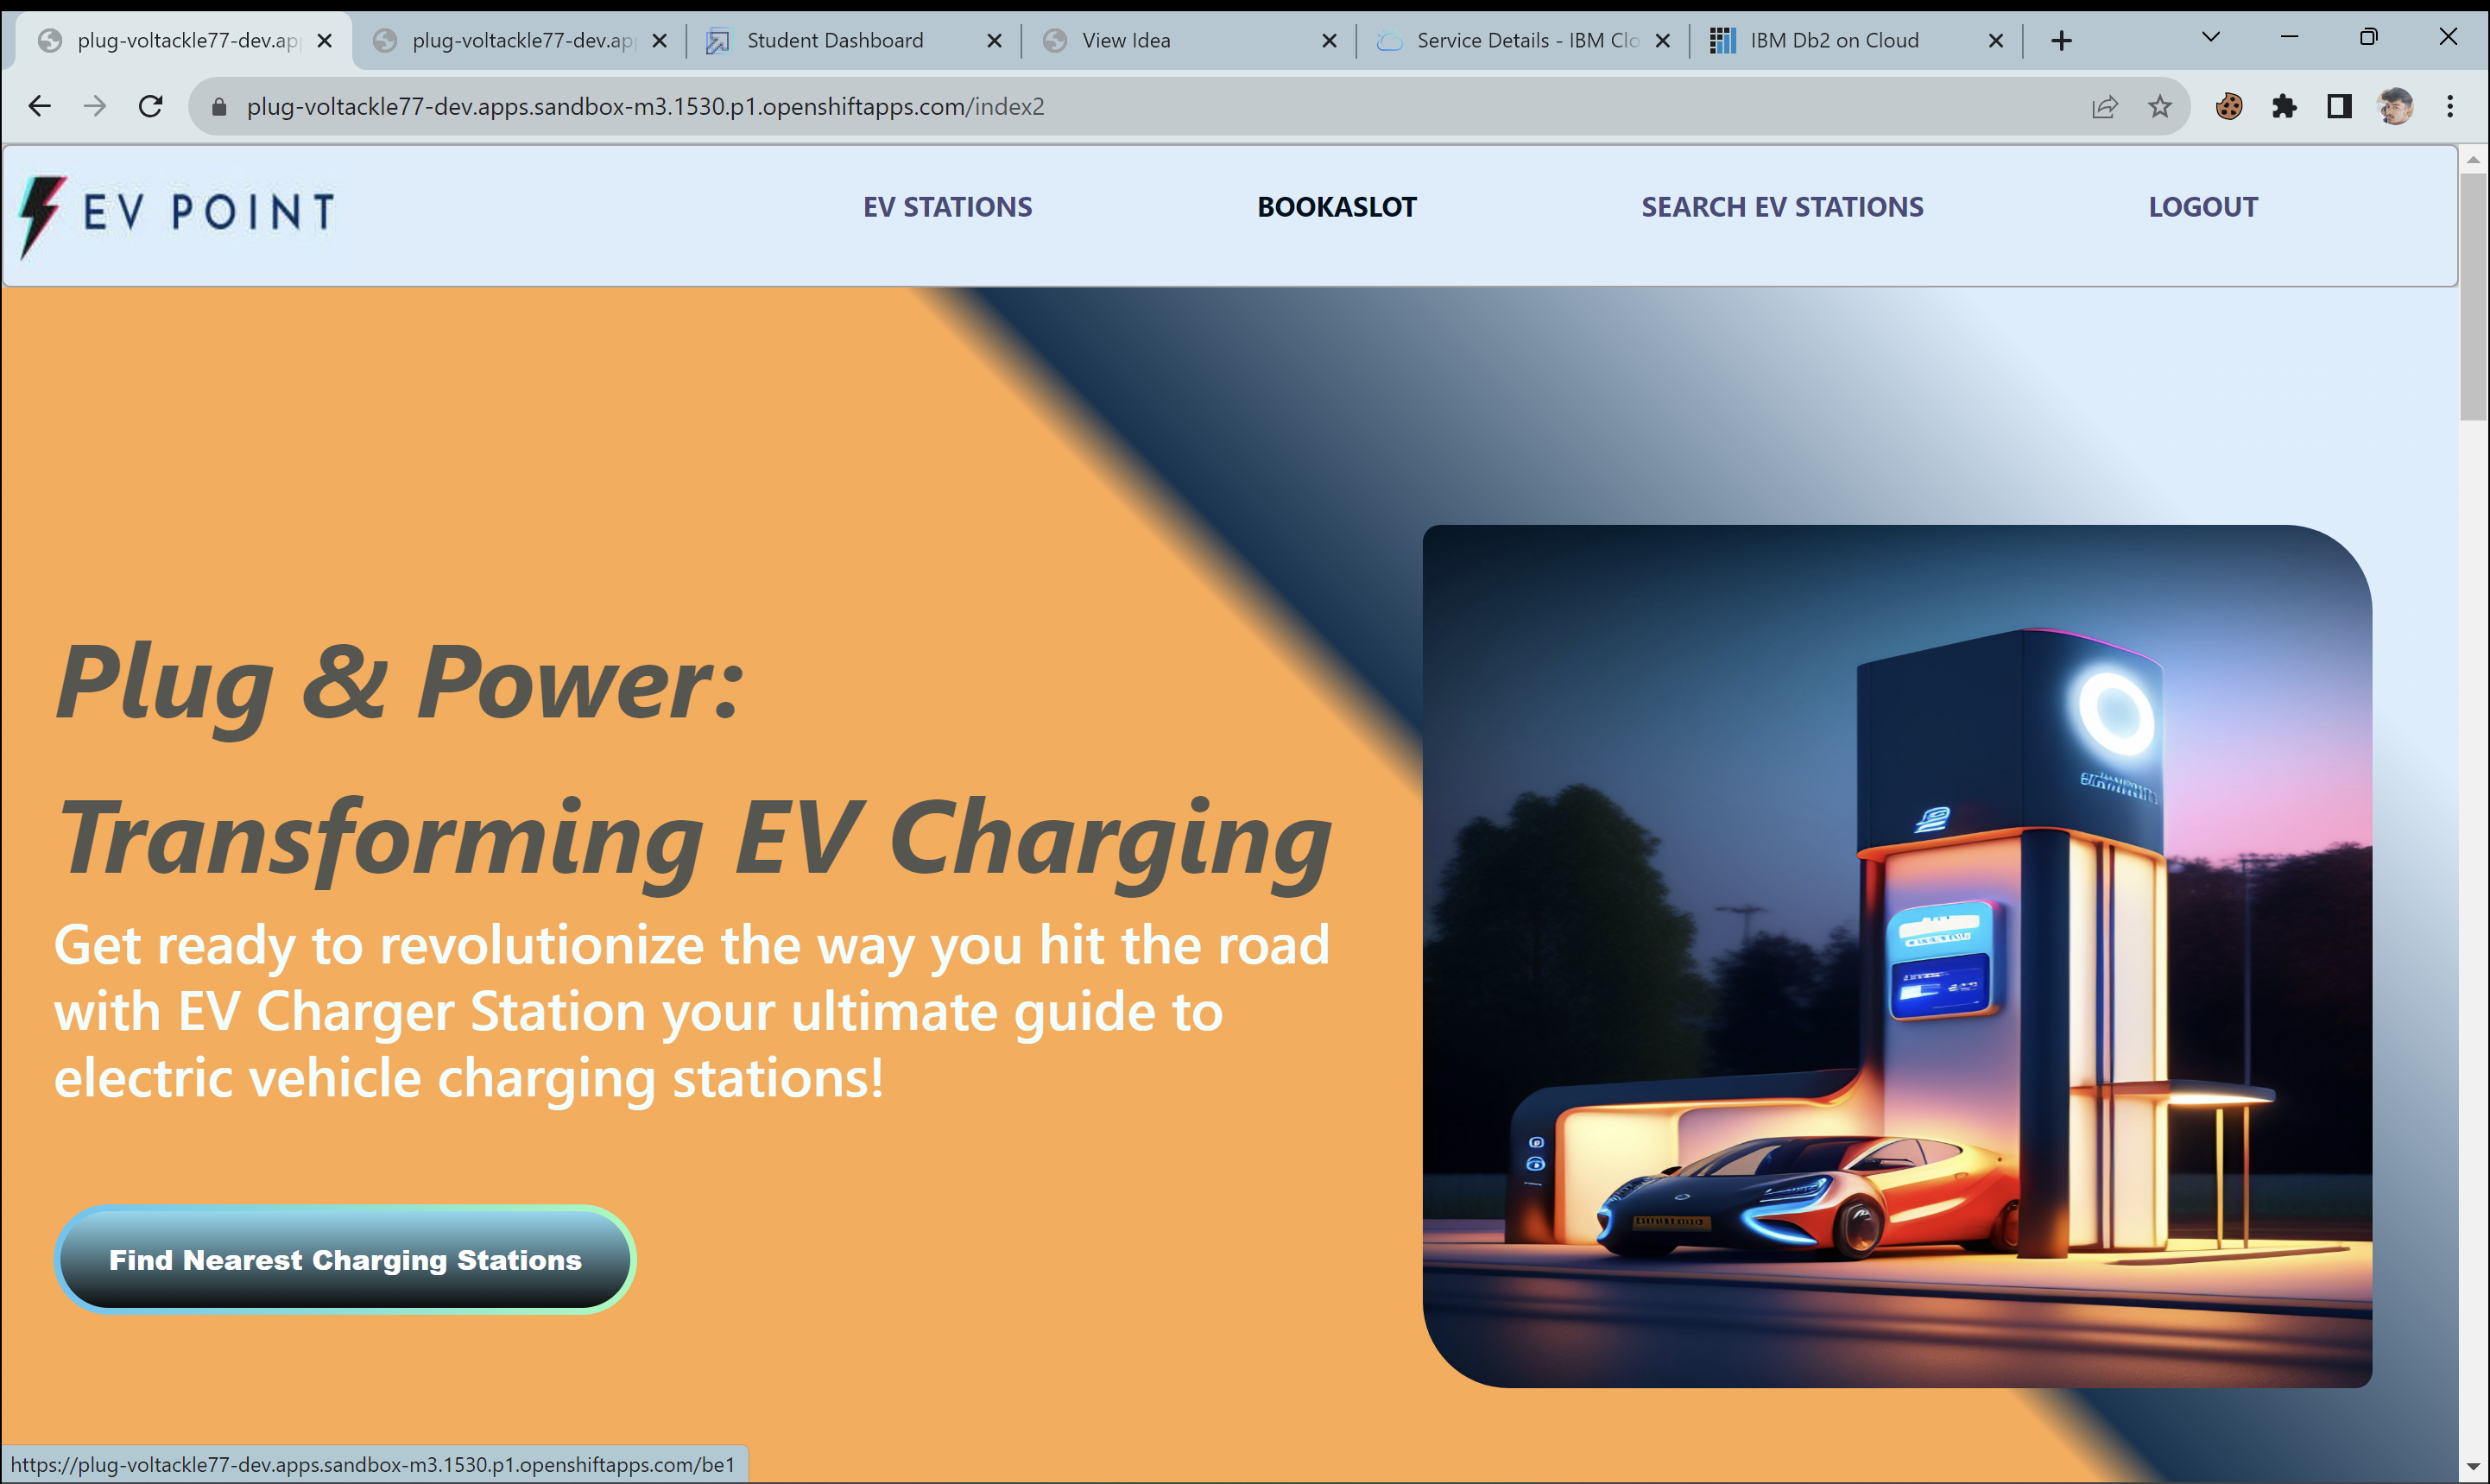 plug-voltackle77-dev.ap
plug-voltackle77-dev.ap
Student Dashboard
View Idea
Service Details - IBM Clo
IBM Db2 on Cloud
plug-voltackle77-dev.apps.sandbox-m3.1530.p1.openshiftapps.com/index2
EV POINT
EV STATIONS
BOOKASLOT
SEARCH EV STATIONS
LOGOUT
Plug & Power:
Transforming EV Charging
Get ready to revolutionize the way you hit the road
with EV Charger Station your ultimate guide to
electric vehicle charging stations!
Find Nearest Charging Stations
https://plug-voltackle77-dev.apps.sandbox-m3.1530.p1.openshiftapps.com/be1